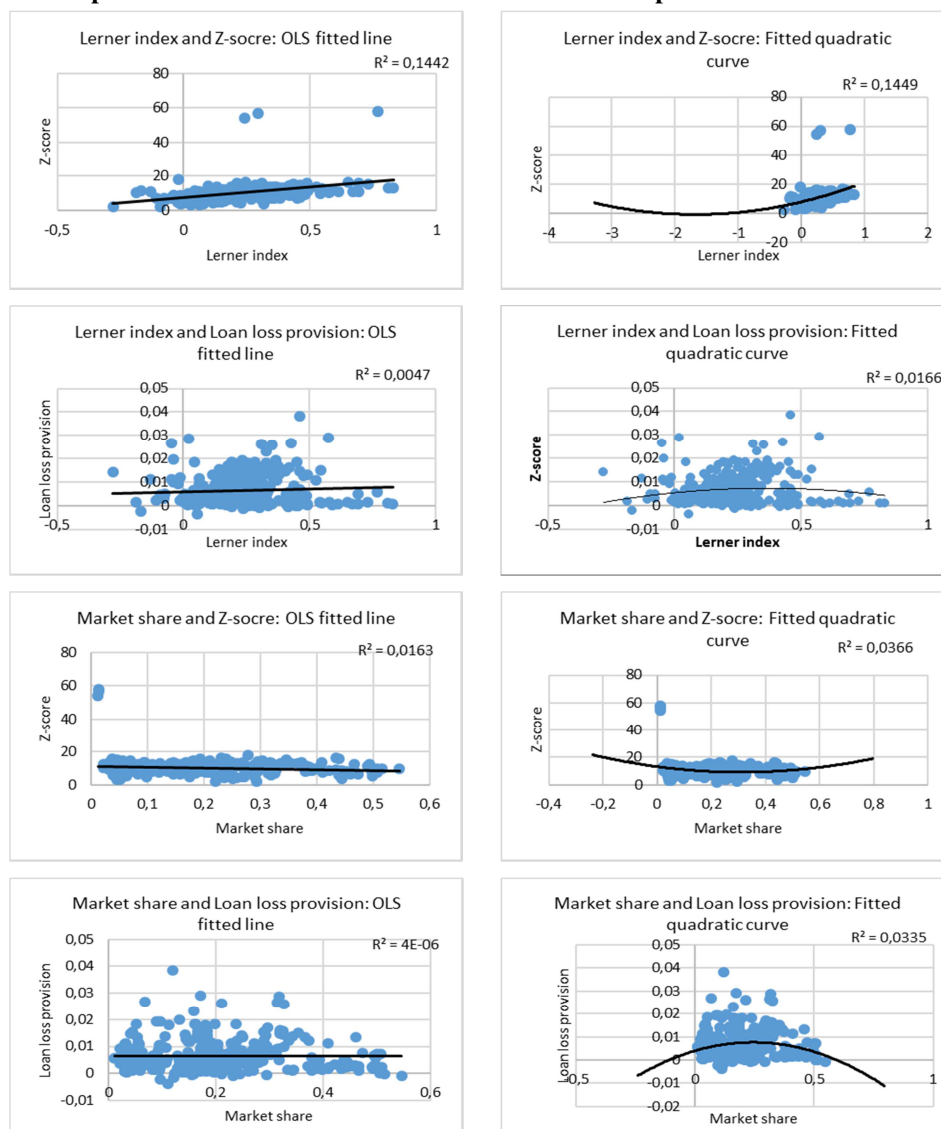 Lerner index and Z-socre: OLS fitted line
R² = 0,1442
80
60
40
20
0
-0,5
0
0,5
1
Z-score
Lerner index
Lerner index and Z-socre: Fitted quadratic
curve
R² = 0,1449
80
60
40
20
0
-20
-4
-3
-2
-1
0
1
2
Z-score
Lerner index
Lerner index and Loan loss provision: OLS
fitted line
R² = 0,0047
0,05
0,04
0,03
0,02
0,01
0
-0,01
-0,5
0
0,5
1
Loan loss provision
Lerner index
Lerner index and Loan loss provision: Fitted
quadratic curve
R² = 0,0166
0,05
0,04
0,03
0,02
0,01
0
-0,01
-0,5
0
0,5
1
Z-score
Lerner index
Market share and Z-socre: OLS fitted line
R² = 0,0163
80
60
40
20
0
0
0,1
0,2
0,3
0,4
0,5
0,6
Z-score
Market share
Market share and Z-socre: Fitted quadratic
curve
R² = 0,0366
80
60
40
20
0
-0,4
-0,2
0
0,2
0,4
0,6
0,8
1
Z-score
Market share
Market share and Loan loss provision: OLS
fitted line
R² = 4E-06
0,05
0,04
0,03
0,02
0,01
0
-0,01
0
0,2
0,4
0,6
Loan loss provision
Market share
Market share and Loan loss provision: Fitted
quadratic curve
R² = 0,0335
0,05
0,04
0,03
0,02
0,01
0
-0,01
-0,02
-0,5
0
0,5
1
Loan loss provision
Market share